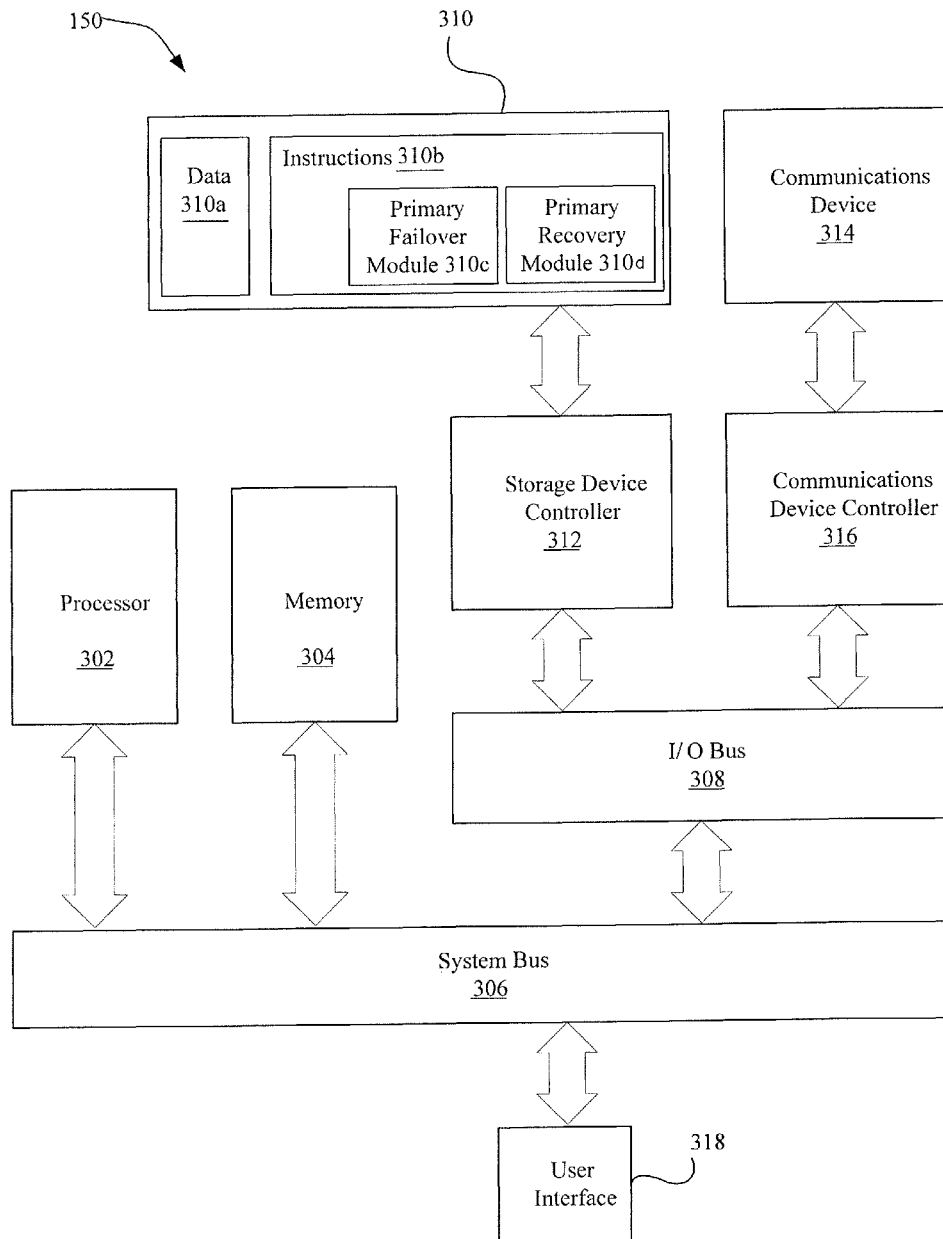 150
310
Data
310a
Instructions 310b
Primary
Failover
Module 310c
Primary
Recovery
Module 310d
Communications
Device
314
Storage Device
Controller
312
Communications
Device Controller
316
Processor
302
Memory
304
I/O Bus
308
System Bus
306
318
User
Interface